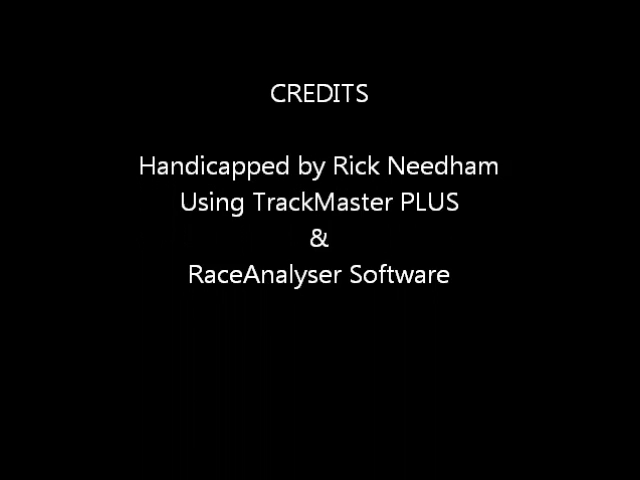 CREDITS
Handicapped by Rick Needham
Using TrackMaster PLUS
&
RaceAnalyser Software